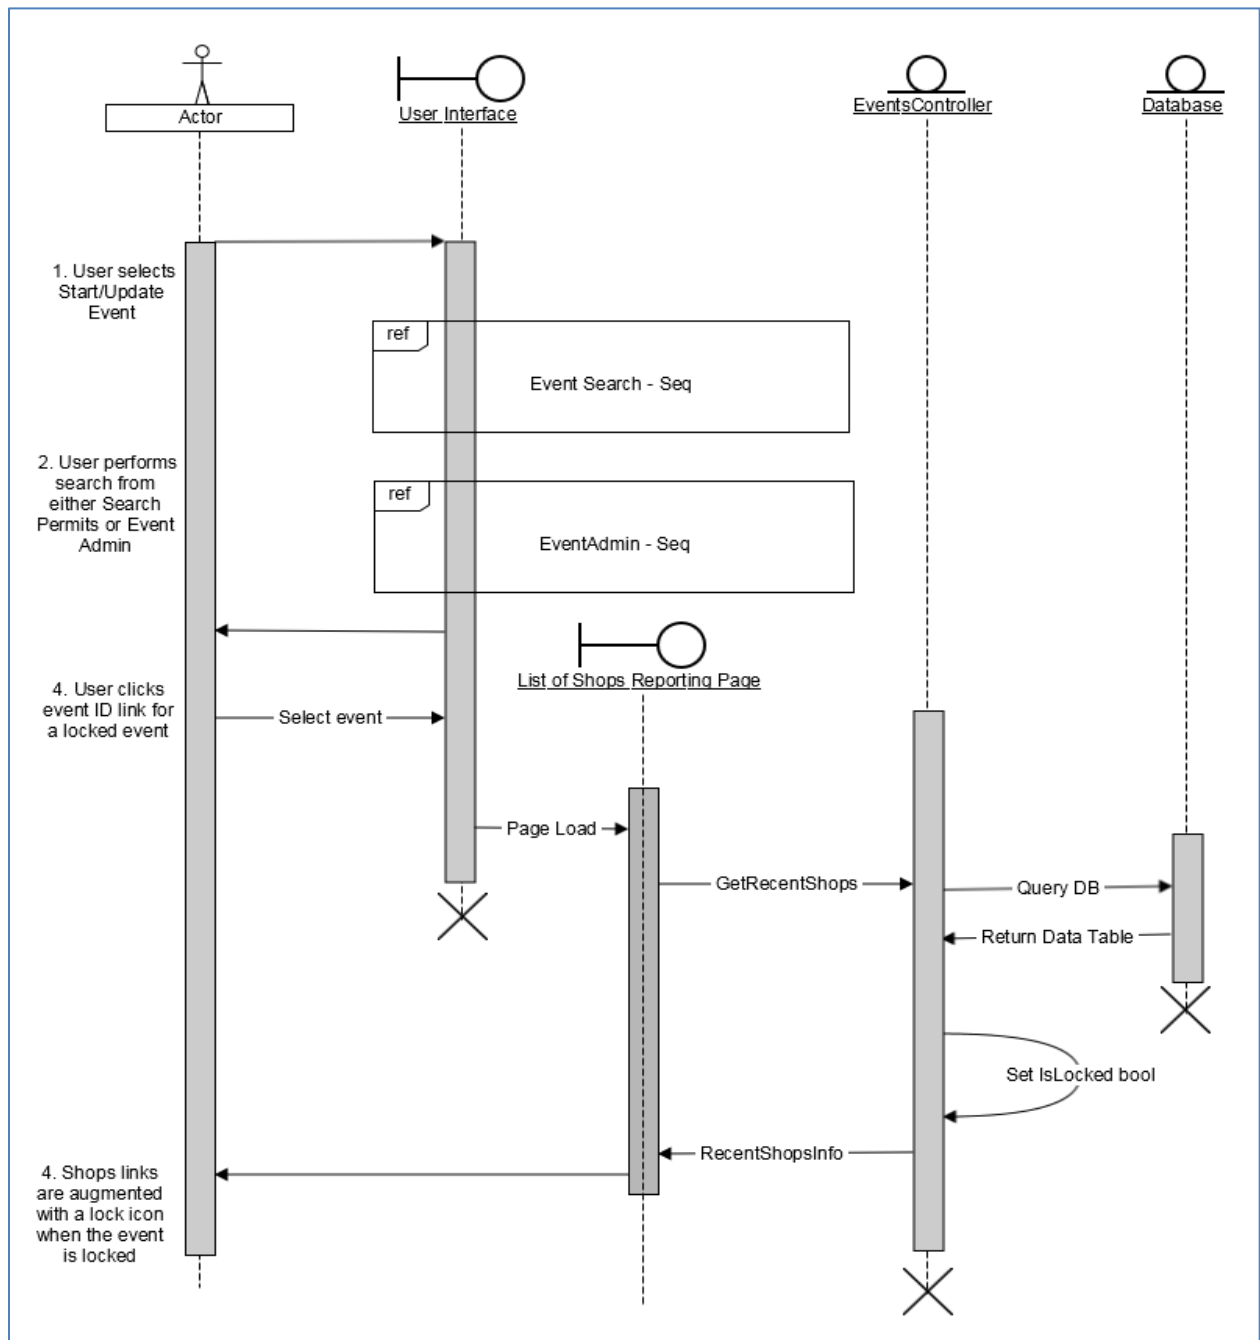 Actor
User Interface
EventsController
Database
1. User selects
Start/Update
Event
ref
Event Search - Seq
2. User performs
search from
either Search
Permits or Event
Admin
ref
EventAdmin - Seq
List of Shops Reporting Page
4. User clicks
event ID link for
a locked event
Select event
Page Load
GetRecentShops
Query DB
Return Data Table
Set IsLocked bool
RecentShopsInfo
4. Shops links
are augmented
with a lock icon
when the event
is locked